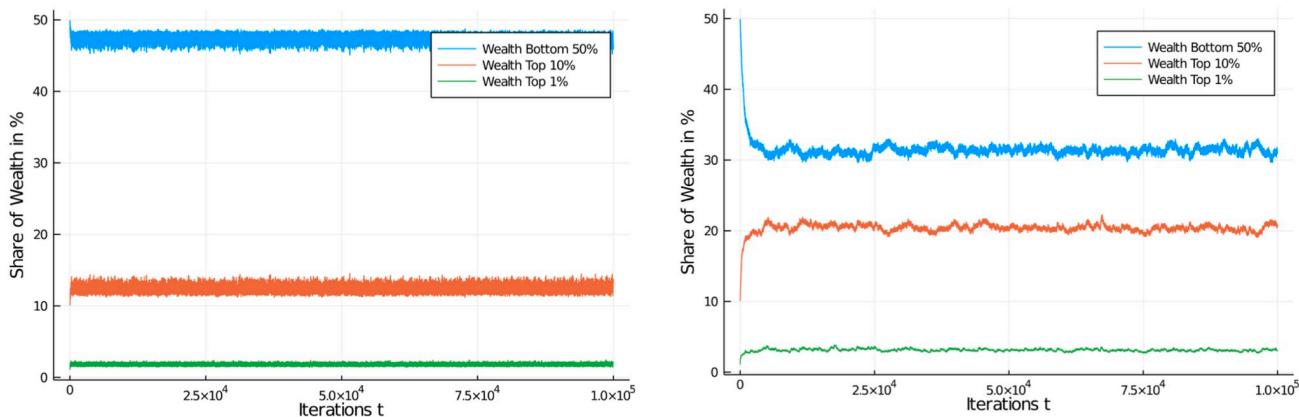 50
40
30
20
10
0
Share of Wealth in %
Wealth Bottom 50%
Wealth Top 10%
Wealth Top 1%
0
2.5×10⁴
5.0×10⁴
7.5×10⁴
1.0×10⁵
Iterations t
50
40
30
20
10
0
Share of Wealth in %
Wealth Bottom 50%
Wealth Top 10%
Wealth Top 1%
0
2.5×10⁴
5.0×10⁴
7.5×10⁴
1.0×10⁵
Iterations t